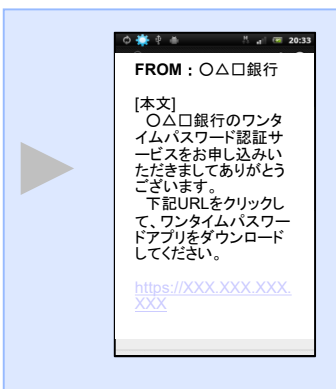 20:33
FROM：〇△□銀行
[本文]
　〇△□銀行のワンタ
イムパスワード認証サ
ービスをお申し込みい
ただきましてありがとう
ございます。
　下記URLをクリックし
て、ワンタイムパスワー
ドアプリをダウンロード
してください。
https://XXX.XXX.XXX.
XXX